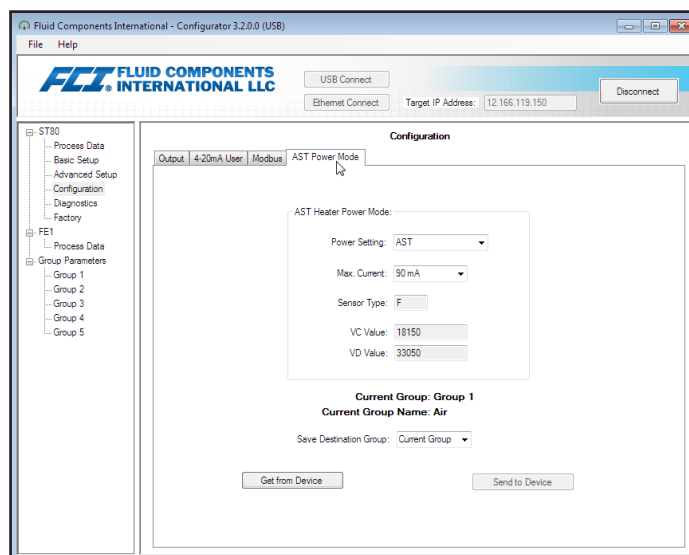 Fluid Components International - Configurator 3.2.0.0 (USB)
File Help
FCI FLUID COMPONENTS
® INTERNATIONAL LLC
USB Connect
Ethernet Connect
Target IP Address: 12.166.119.150
Disconnect
ST80
Process Data
Basic Setup
Advanced Setup
Configuration
Diagnostics
Factory
FE1
Process Data
Group Parameters
Group 1
Group 2
Group 3
Group 4
Group 5
Configuration
Output 4-20mA User Modbus AST Power Mode
AST Heater Power Mode:
Power Setting: AST
Max. Current: 90 mA
Sensor Type: F
VC Value: 18150
VD Value: 33050
Current Group: Group 1
Current Group Name: Air
Save Destination Group: Current Group
Get from Device
Send to Device